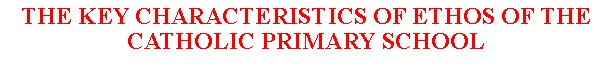 THE KEY CHARACTERISTICS OF ETHOS OF THE
CATHOLIC PRIMARY SCHOOL